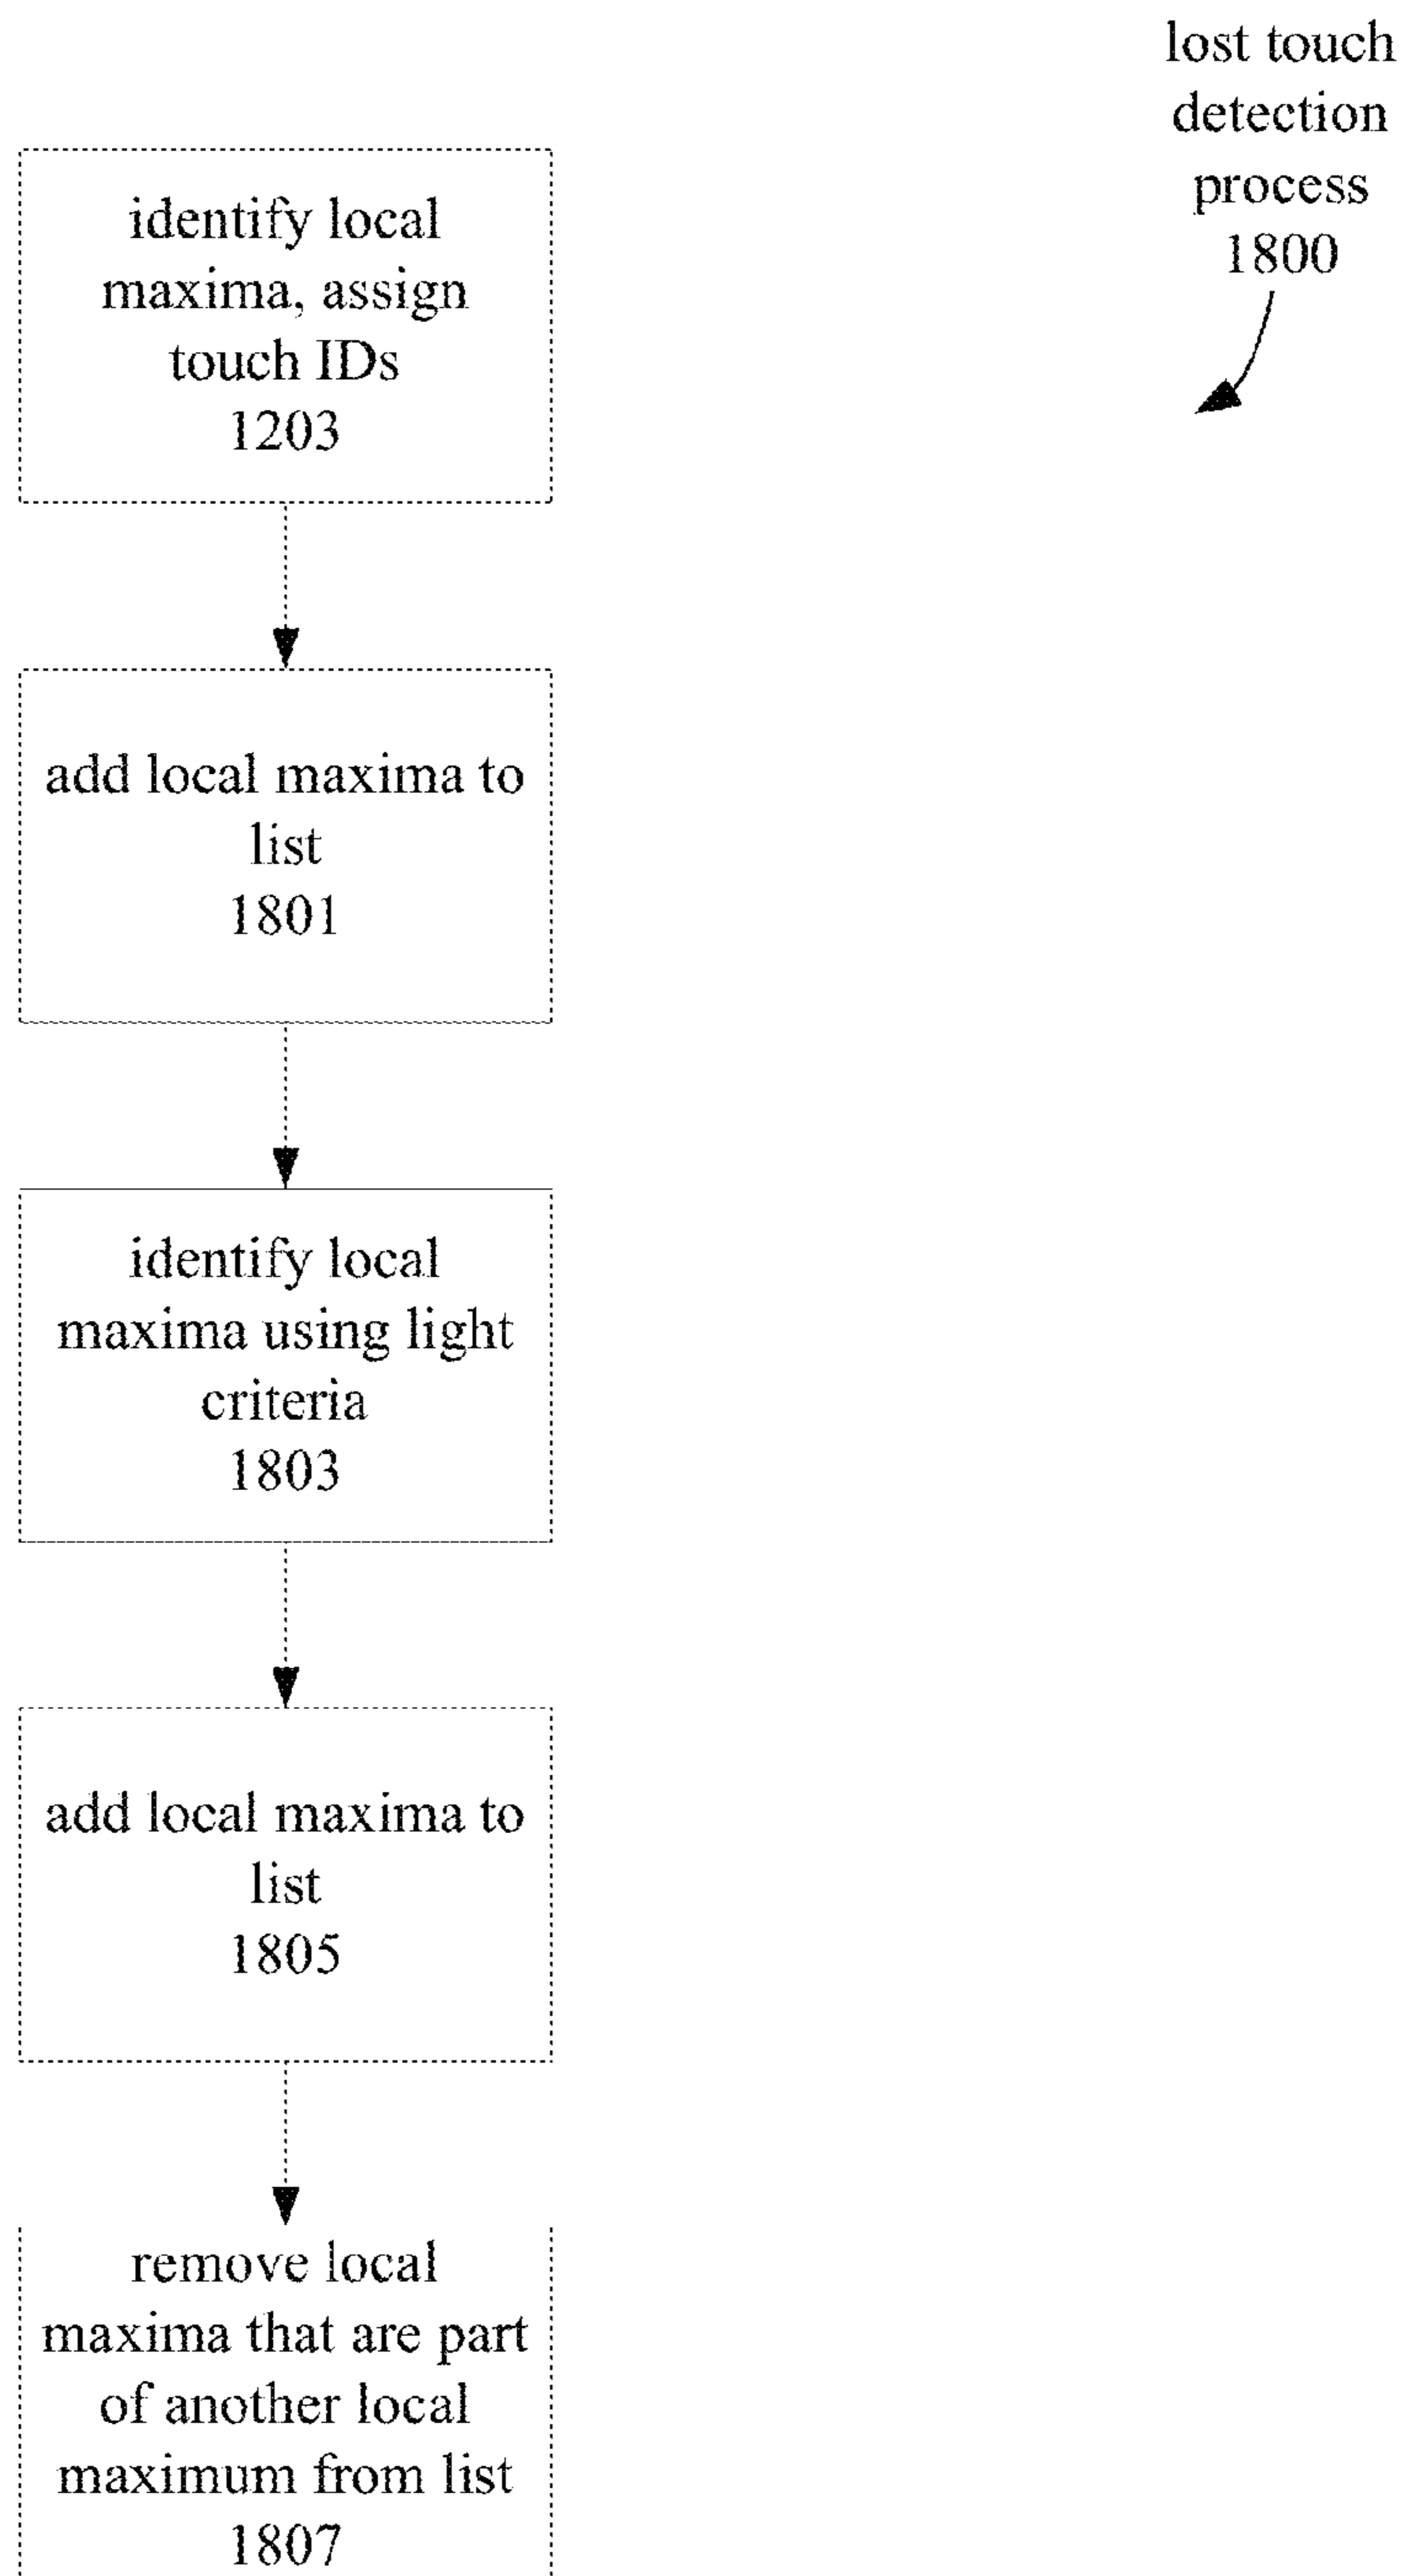 lost touch
detection
process
1800
identify local
maxima, assign
touch IDs
1203
add local maxima to
list
1801
identify local
maxima using light
criteria
1803
add local maxima to
list
1805
remove local
maxima that are part
of another local
maximum from list
1807